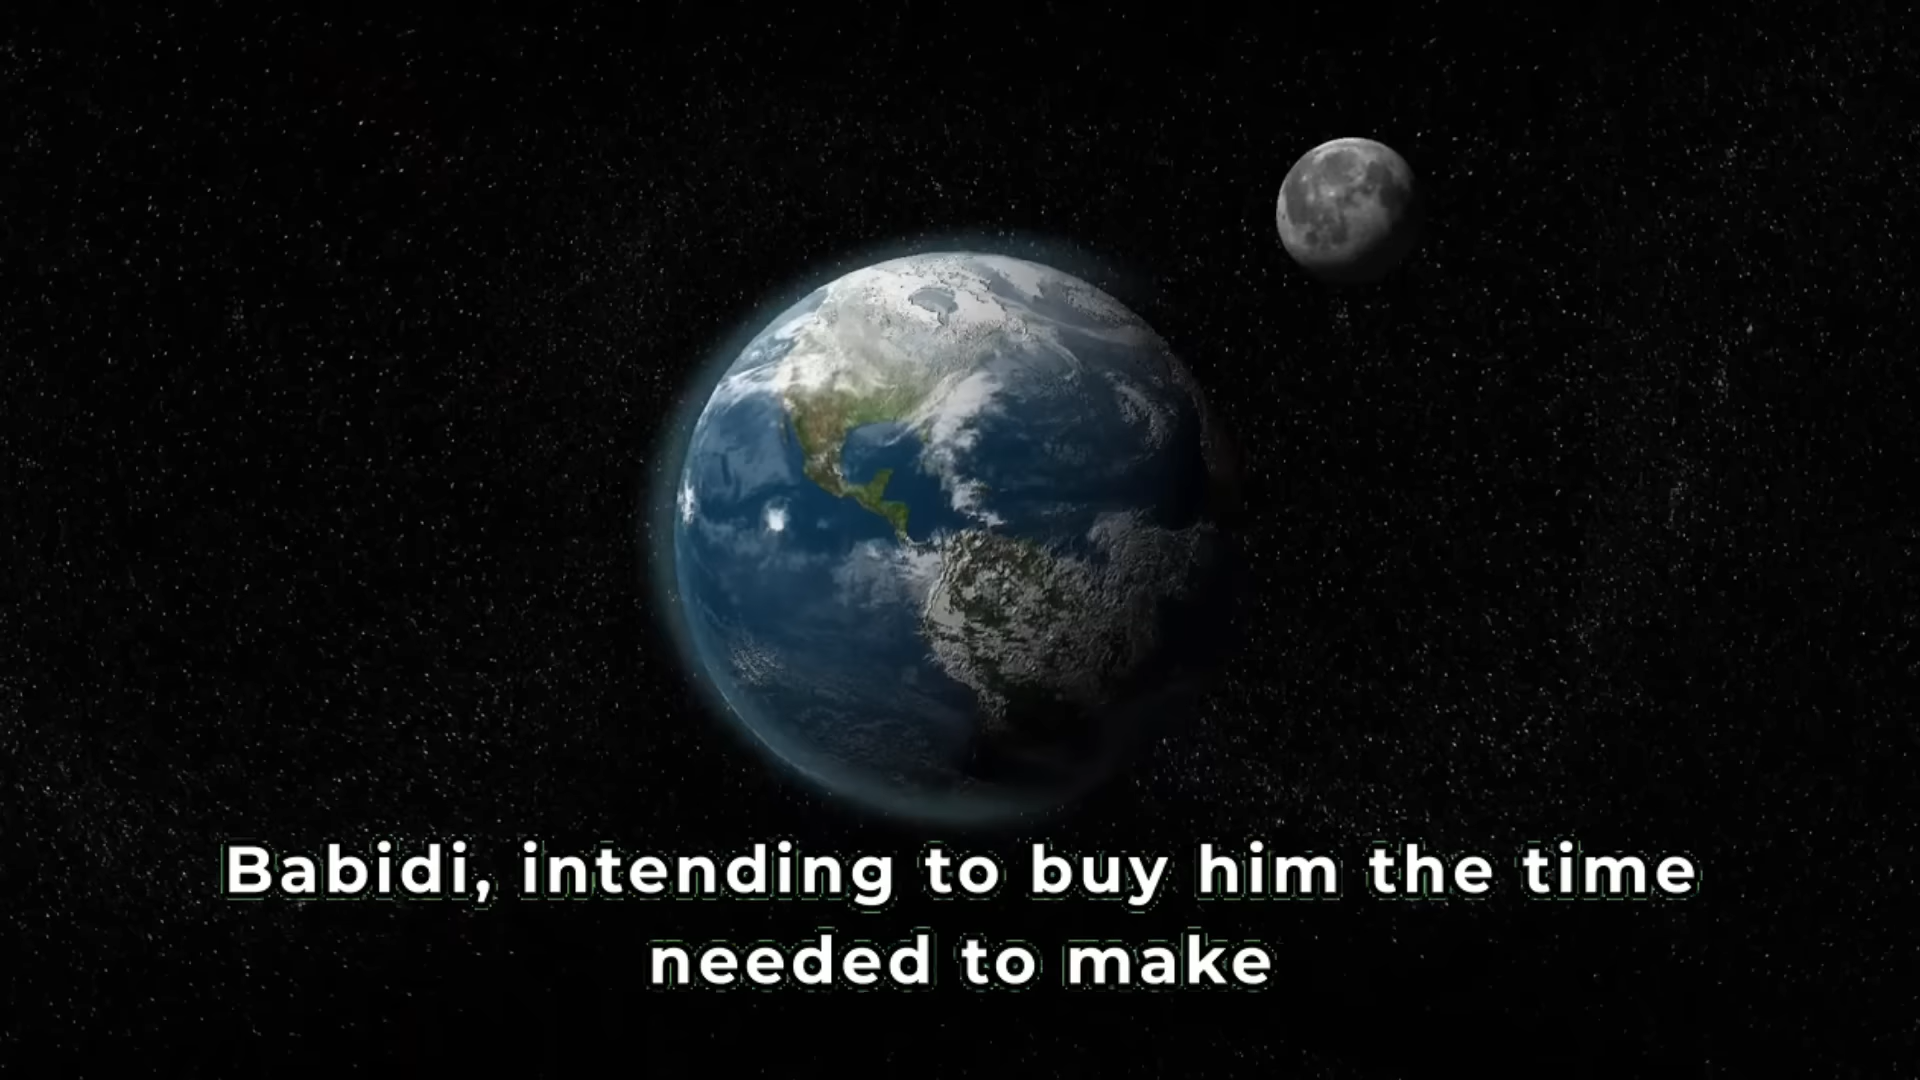 Babidi, intending to buy him the time
needed to make